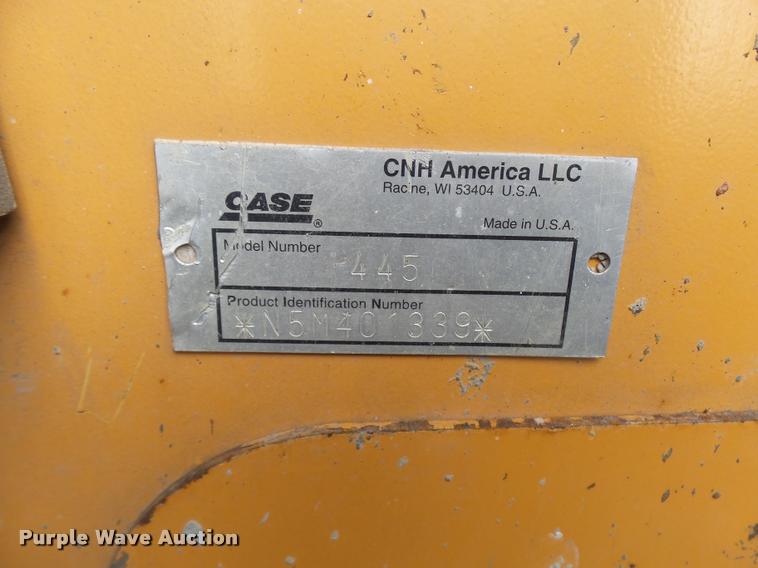 CNH America LLC
Racine, WI 53404 U.S.A.
CASE®
Made in U.S.A.
Model Number
445
Product Identification Number
*N5M401339*
Purple Wave Auction